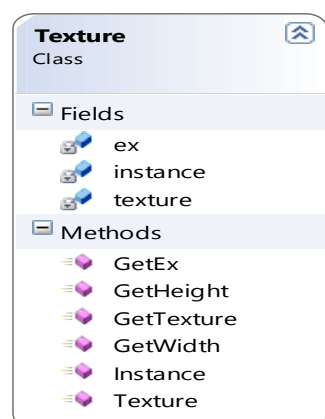 Texture
Class
Fields
ex
instance
texture
Methods
GetEx
GetHeight
GetTexture
GetWidth
Instance
Texture